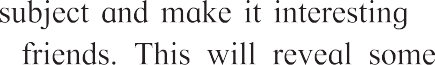 subject and make it interesting
friends. This will reveal some